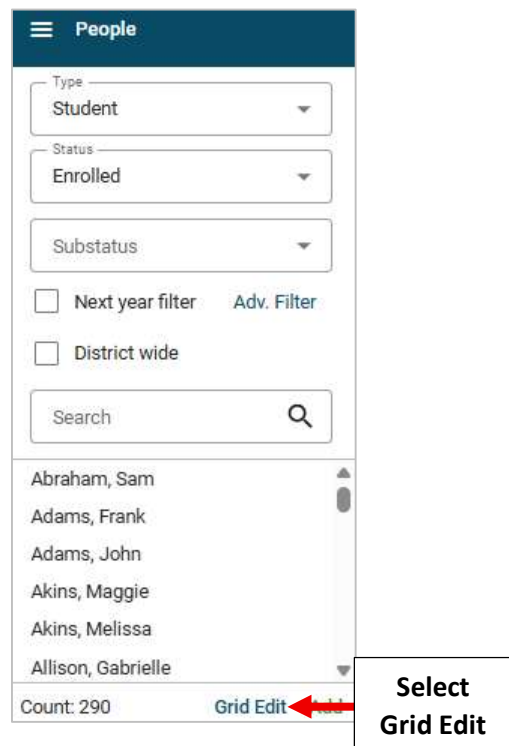 People
Type
Student
Status
Enrolled
Substatus
Next year filter Adv. Filter
District wide
Search
Abraham, Sam
Adams, Frank
Adams, John
Akins, Maggie
Akins, Melissa
Allison, Gabrielle
Count: 290 Grid Edit Add
Select
Grid Edit